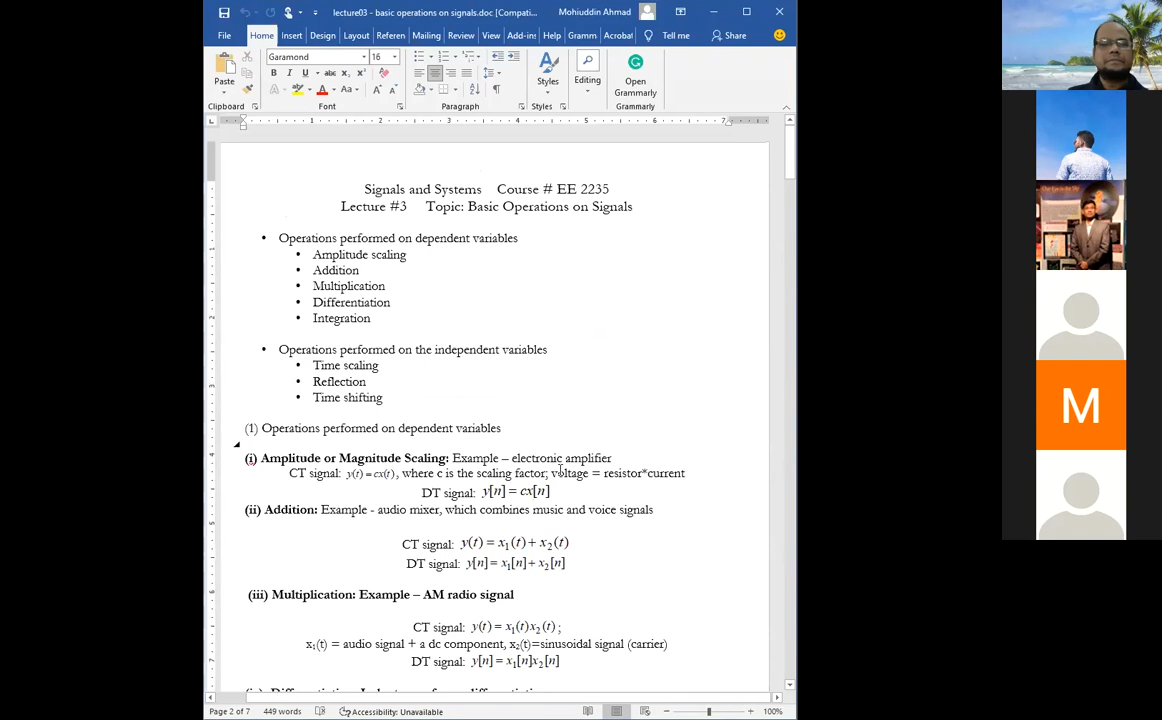 lecture03 - basic operations on signals.doc [Compati... Mohiuddin Ahmad
File Home Insert Design Layout Referen Mailing Review View Add-ins Help Gramm Acrobat Tell me Share
Garamond 16
Paste
Styles
Editing
Open
Grammarly
Clipboard Font Paragraph Styles Grammarly
1 2 3 4 5 6 7
Signals and Systems Course # EE 2235
Lecture #3 Topic: Basic Operations on Signals
• Operations performed on dependent variables
• Amplitude scaling
• Addition
• Multiplication
• Differentiation
• Integration
• Operations performed on the independent variables
• Time scaling
• Reflection
• Time shifting
(1) Operations performed on dependent variables
(i) Amplitude or Magnitude Scaling: Example – electronic amplifier
CT signal: y(t) = cx(t), where c is the scaling factor; voltage = resistor*current
DT signal: y[n] = cx[n]
(ii) Addition: Example - audio mixer, which combines music and voice signals
CT signal: y(t) = x₁(t) + x₂(t)
DT signal: y[n] = x₁[n] + x₂[n]
(iii) Multiplication: Example – AM radio signal
CT signal: y(t) = x₁(t)x₂(t) ;
x₁(t) = audio signal + a dc component, x₂(t)=sinusoidal signal (carrier)
DT signal: y[n] = x₁[n]x₂[n]
Page 2 of 7 449 words Accessibility: Unavailable 100%
M